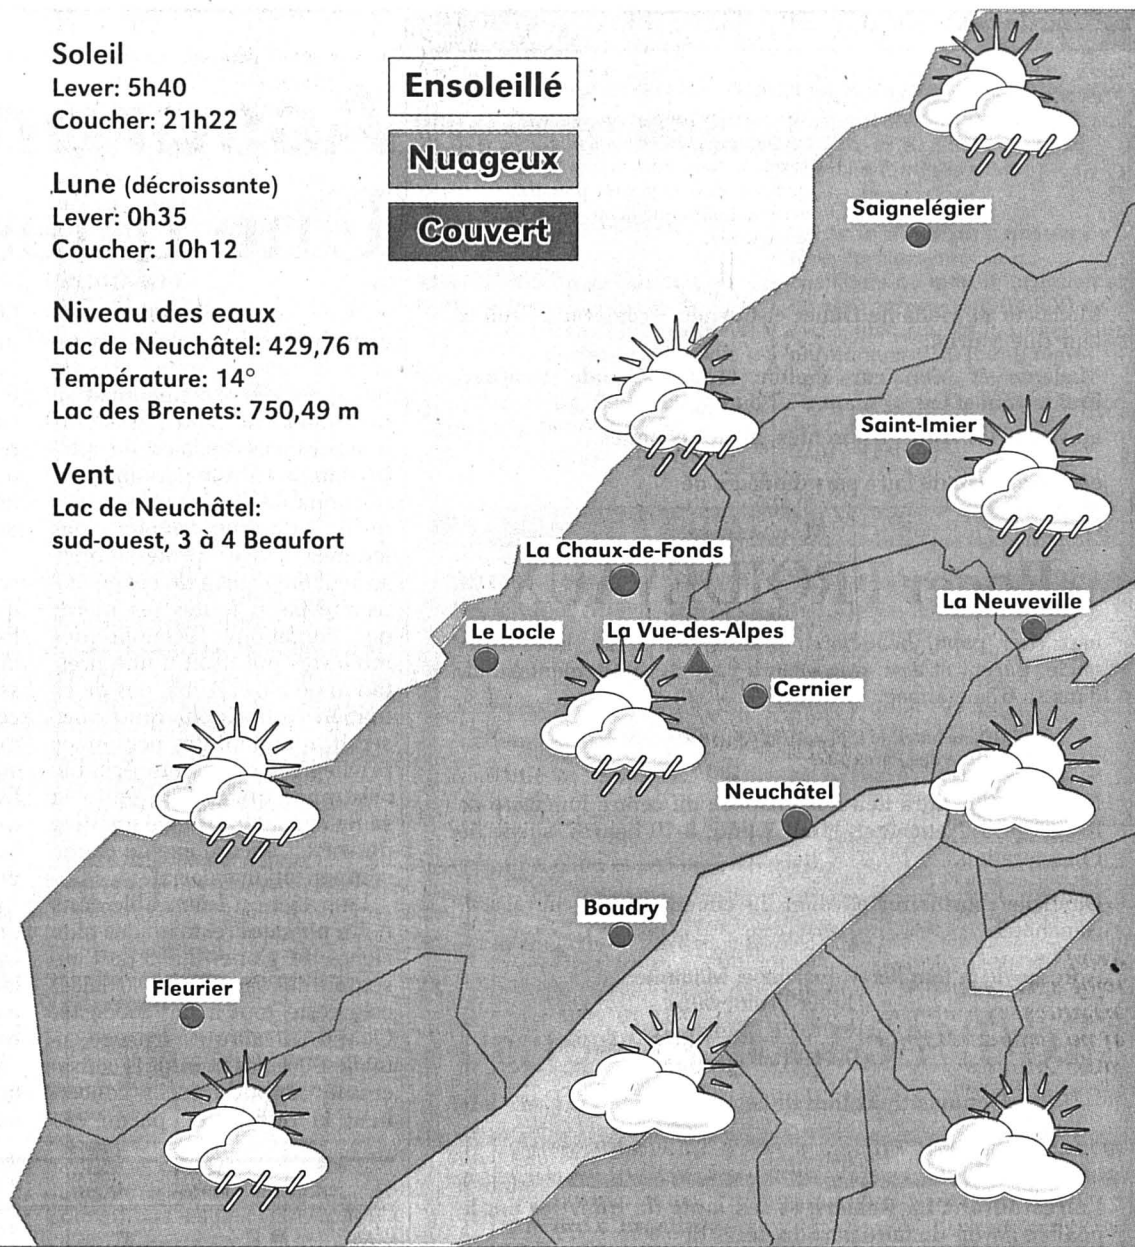 Soleil
Lever: 5h40
Coucher: 21h22
Lune (décroissante)
Lever: 0h35
Coucher: 10h12
Niveau des eaux
Lac de Neuchâtel: 429,76 m
Température: 14°
Lac des Brenets: 750,49 m
Vent
Lac de Neuchâtel:
sud-ouest, 3 à 4 Beaufort
Ensoleillé
Nuageux
Couvert
Saignelégier
Saint-Imier
La Chaux-de-Fonds
La Neuveville
Le Locle
La Vue-des-Alpes
Cernier
Neuchâtel
Boudry
Fleurier